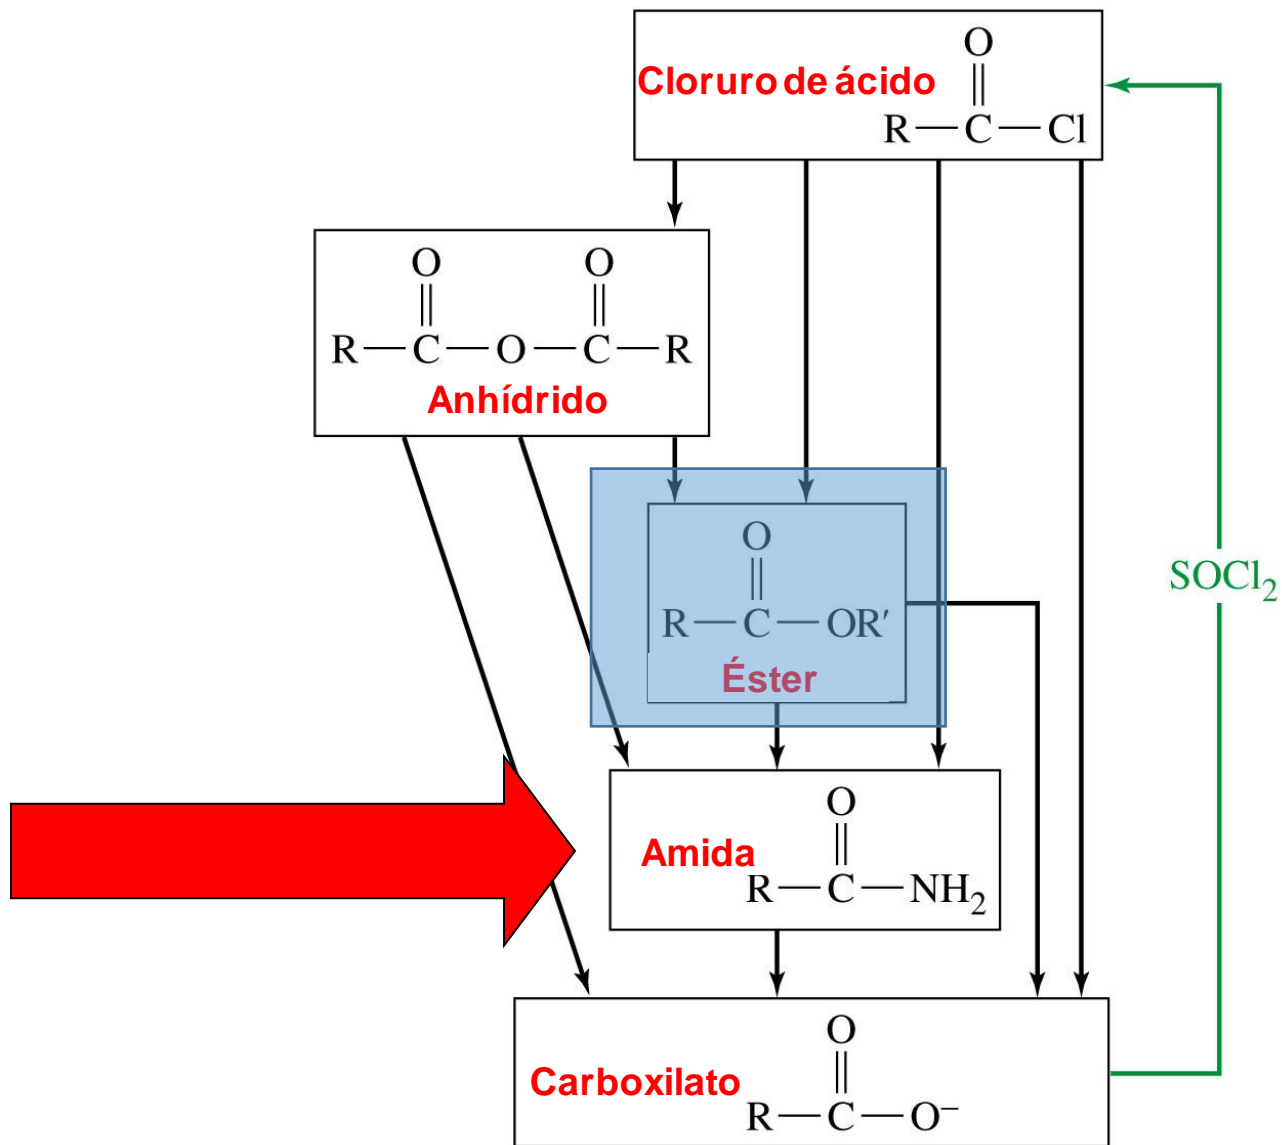 O
Cloruro de ácido
R—C—Cl
O O
R—C—O—C—R
Anhídrido
O
R—C—OR′
Éster
SOCl₂
O
Amida
R—C—NH₂
O
Carboxilato
R—C—O⁻